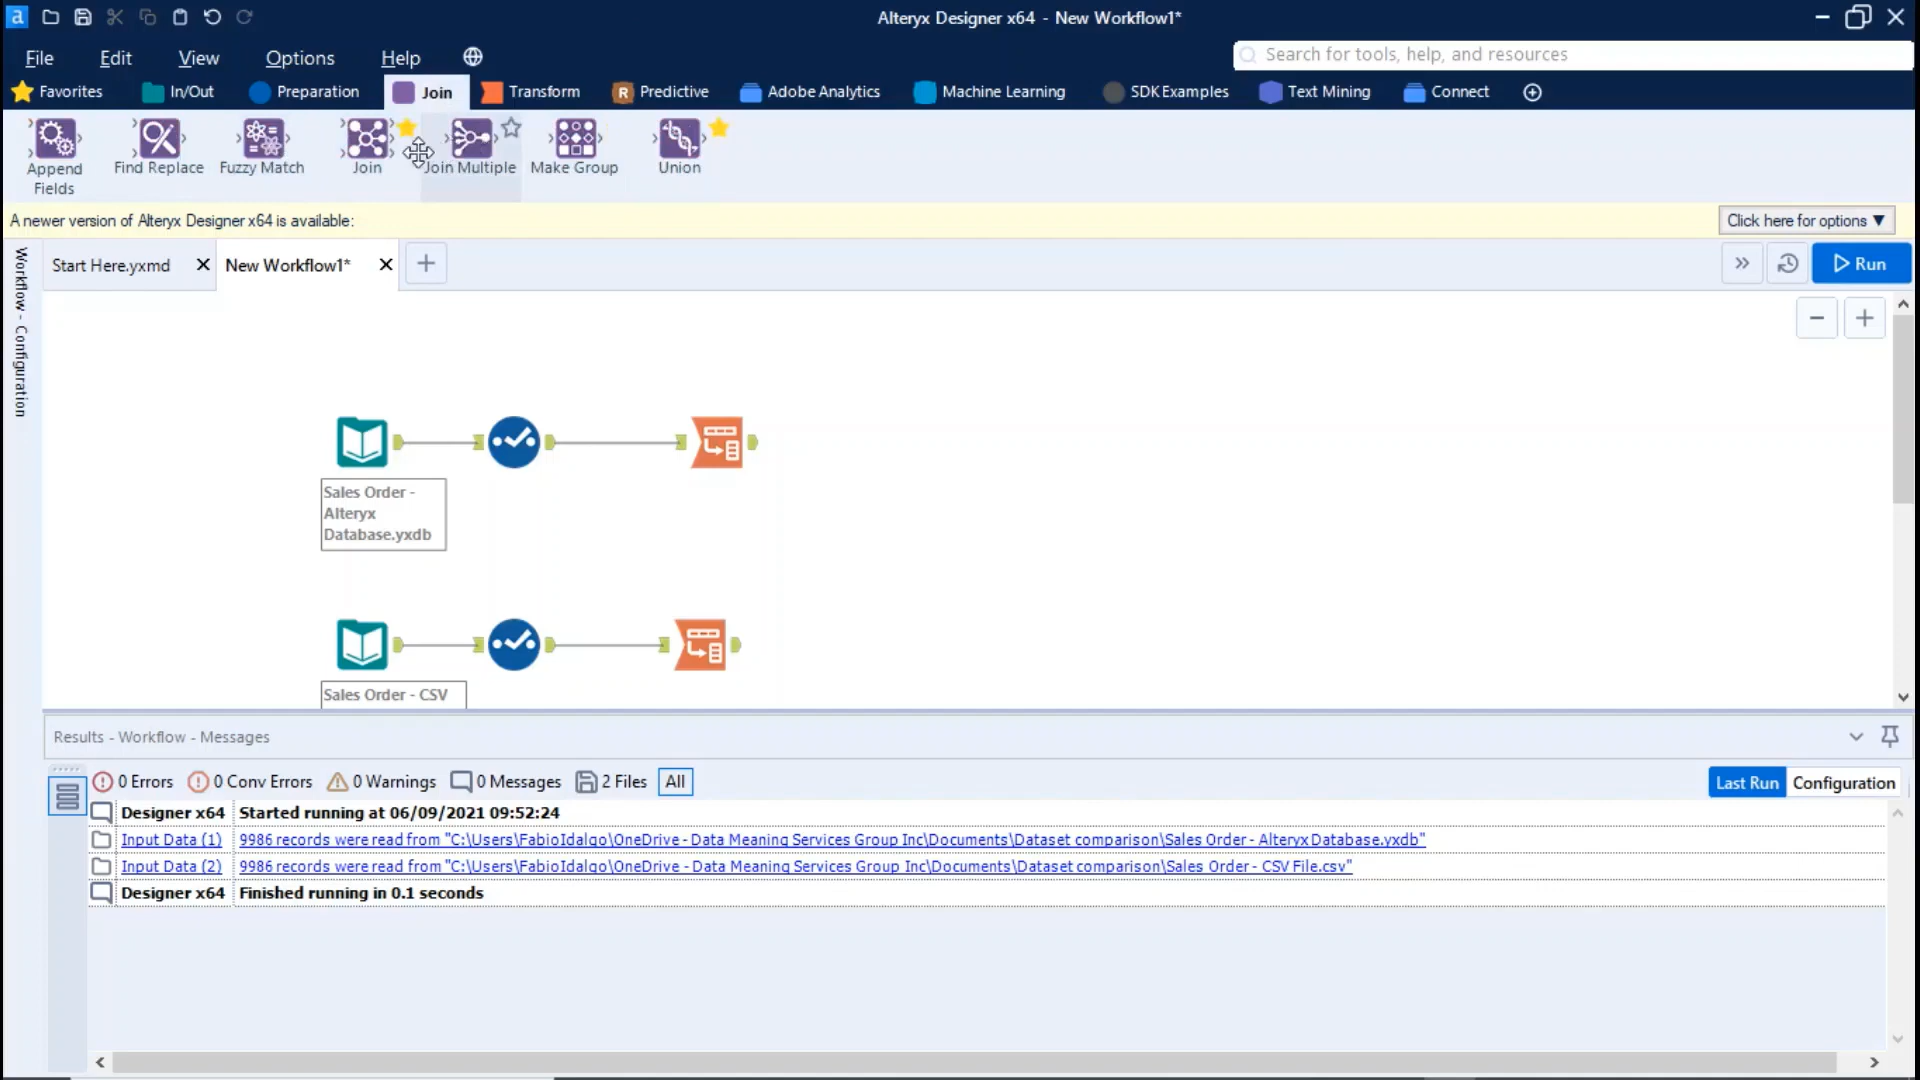 a
Alteryx Designer x64 - New Workflow1*
File Edit View Options Help
Search for tools, help, and resources
Favorites In/Out Preparation Join Transform R Predictive Adobe Analytics Machine Learning SDK Examples Text Mining Connect
Append Fields
Find Replace
Fuzzy Match
Join
Join Multiple
Make Group
Union
A newer version of Alteryx Designer x64 is available:
Click here for options ▼
Workflow - Configuration
Start Here.yxmd
New Workflow1*
Run
Sales Order -
Alteryx
Database.yxdb
Sales Order - CSV
Results - Workflow - Messages
0 Errors 0 Conv Errors 0 Warnings 0 Messages 2 Files All
Last Run Configuration
Designer x64 Started running at 06/09/2021 09:52:24
Input Data (1) 9986 records were read from "C:\Users\FabioIdalgo\OneDrive - Data Meaning Services Group Inc\Documents\Dataset comparison\Sales Order - Alteryx Database.yxdb"
Input Data (2) 9986 records were read from "C:\Users\FabioIdalgo\OneDrive - Data Meaning Services Group Inc\Documents\Dataset comparison\Sales Order - CSV File.csv"
Designer x64 Finished running in 0.1 seconds